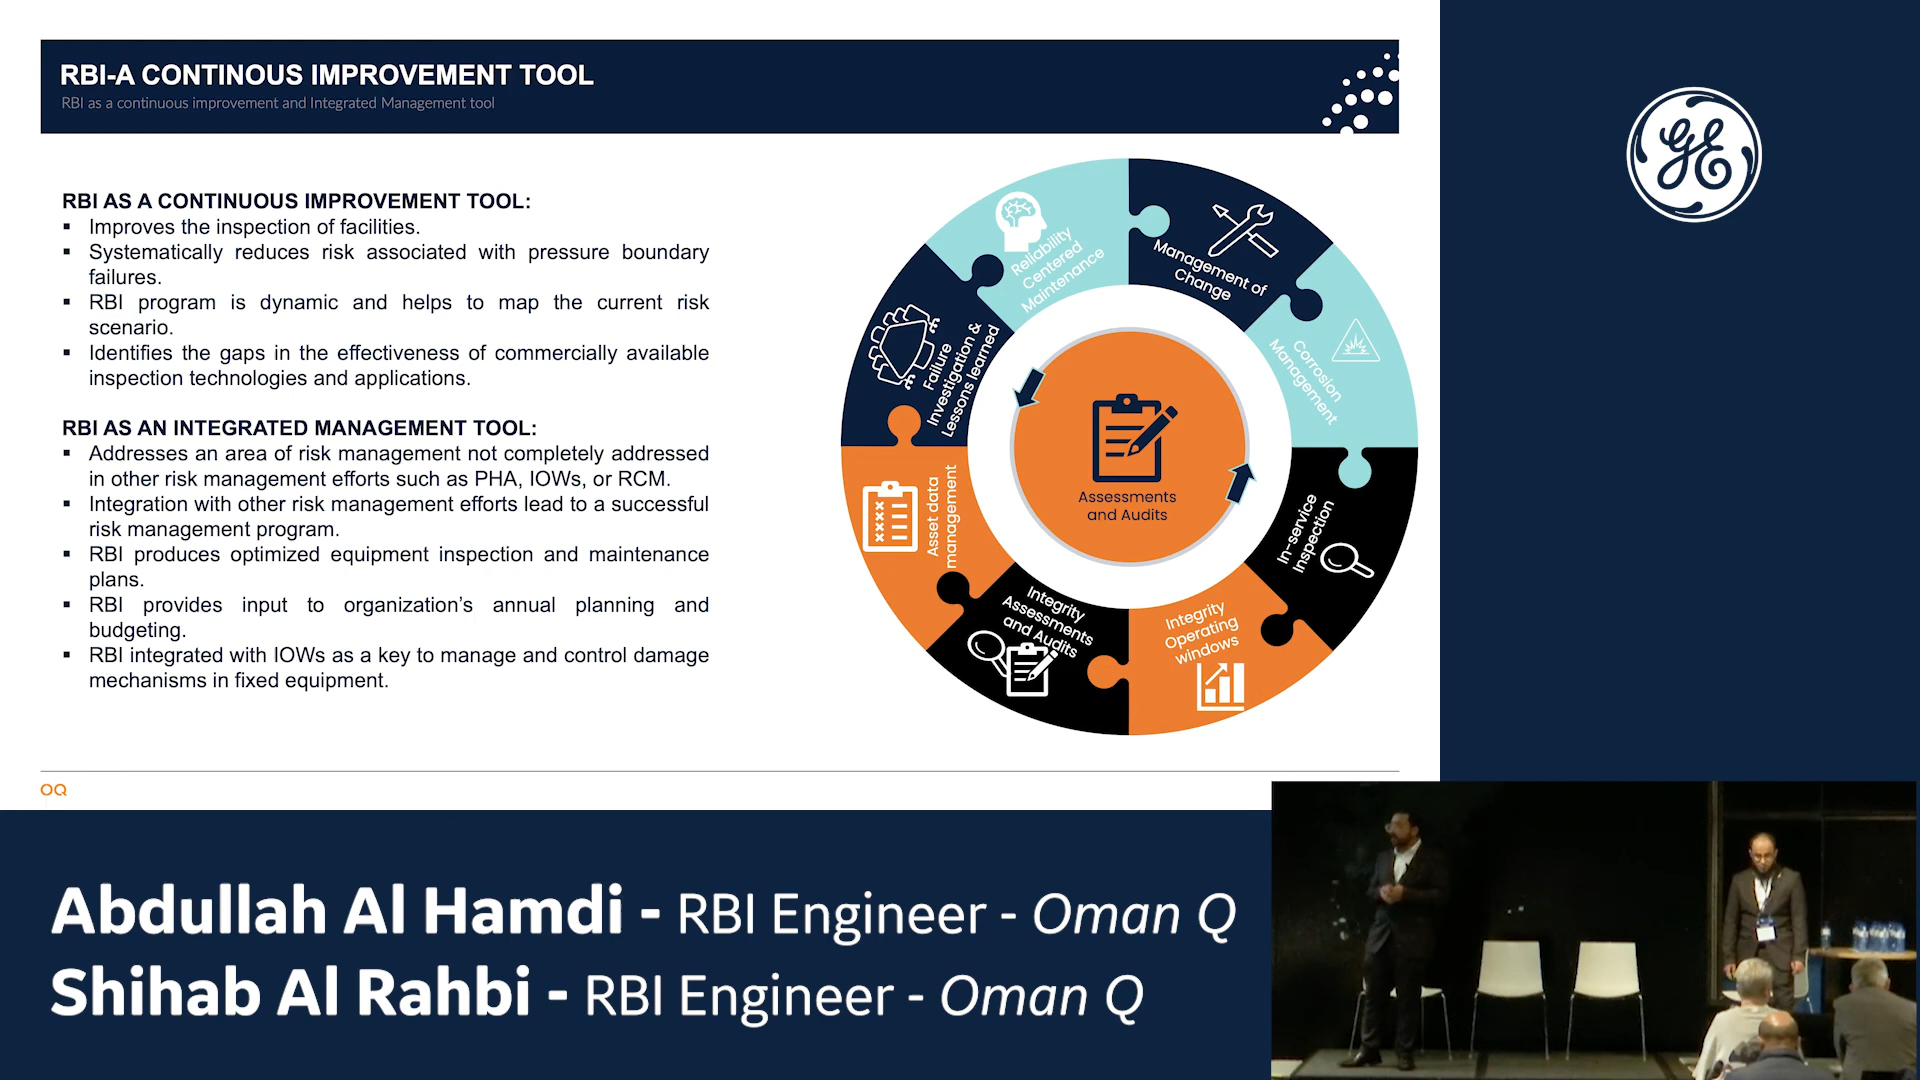 RBI-A CONTINOUS IMPROVEMENT TOOL
RBI as a continuous improvement and Integrated Management tool
RBI AS A CONTINUOUS IMPROVEMENT TOOL:
▪ Improves the inspection of facilities.
▪ Systematically reduces risk associated with pressure boundary
failures.
▪ RBI program is dynamic and helps to map the current risk
scenario.
▪ Identifies the gaps in the effectiveness of commercially available
inspection technologies and applications.
RBI AS AN INTEGRATED MANAGEMENT TOOL:
▪ Addresses an area of risk management not completely addressed
in other risk management efforts such as PHA, IOWs, or RCM.
▪ Integration with other risk management efforts lead to a successful
risk management program.
▪ RBI produces optimized equipment inspection and maintenance
plans.
▪ RBI provides input to organization’s annual planning and
budgeting.
▪ RBI integrated with IOWs as a key to manage and control damage
mechanisms in fixed equipment.
Reliability
Centered
Maintenance
Management of
Change
Corrosion
Management
In-service
Inspection
Integrity
Operating
windows
Integrity
Assessments
and Audits
Asset data
management
Failure
Investigation &
Lessons learned
Assessments
and Audits
OQ
GE
Abdullah Al Hamdi - RBI Engineer - Oman Q
Shihab Al Rahbi - RBI Engineer - Oman Q